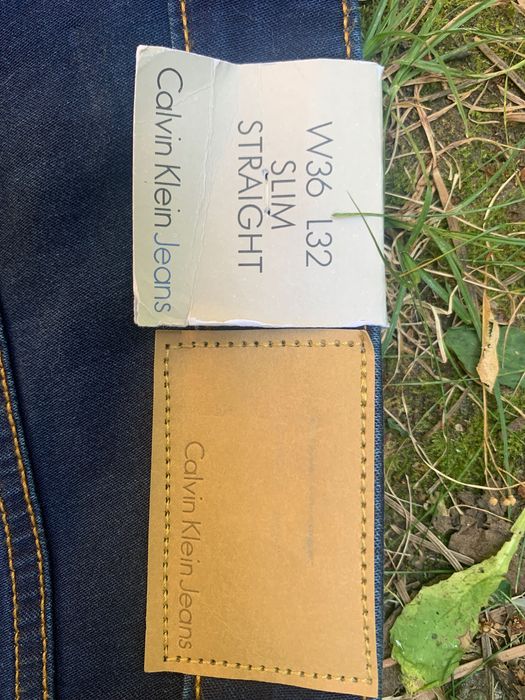 W36 L32
SLIM
STRAIGHT
Calvin Klein Jeans
Calvin Klein Jeans